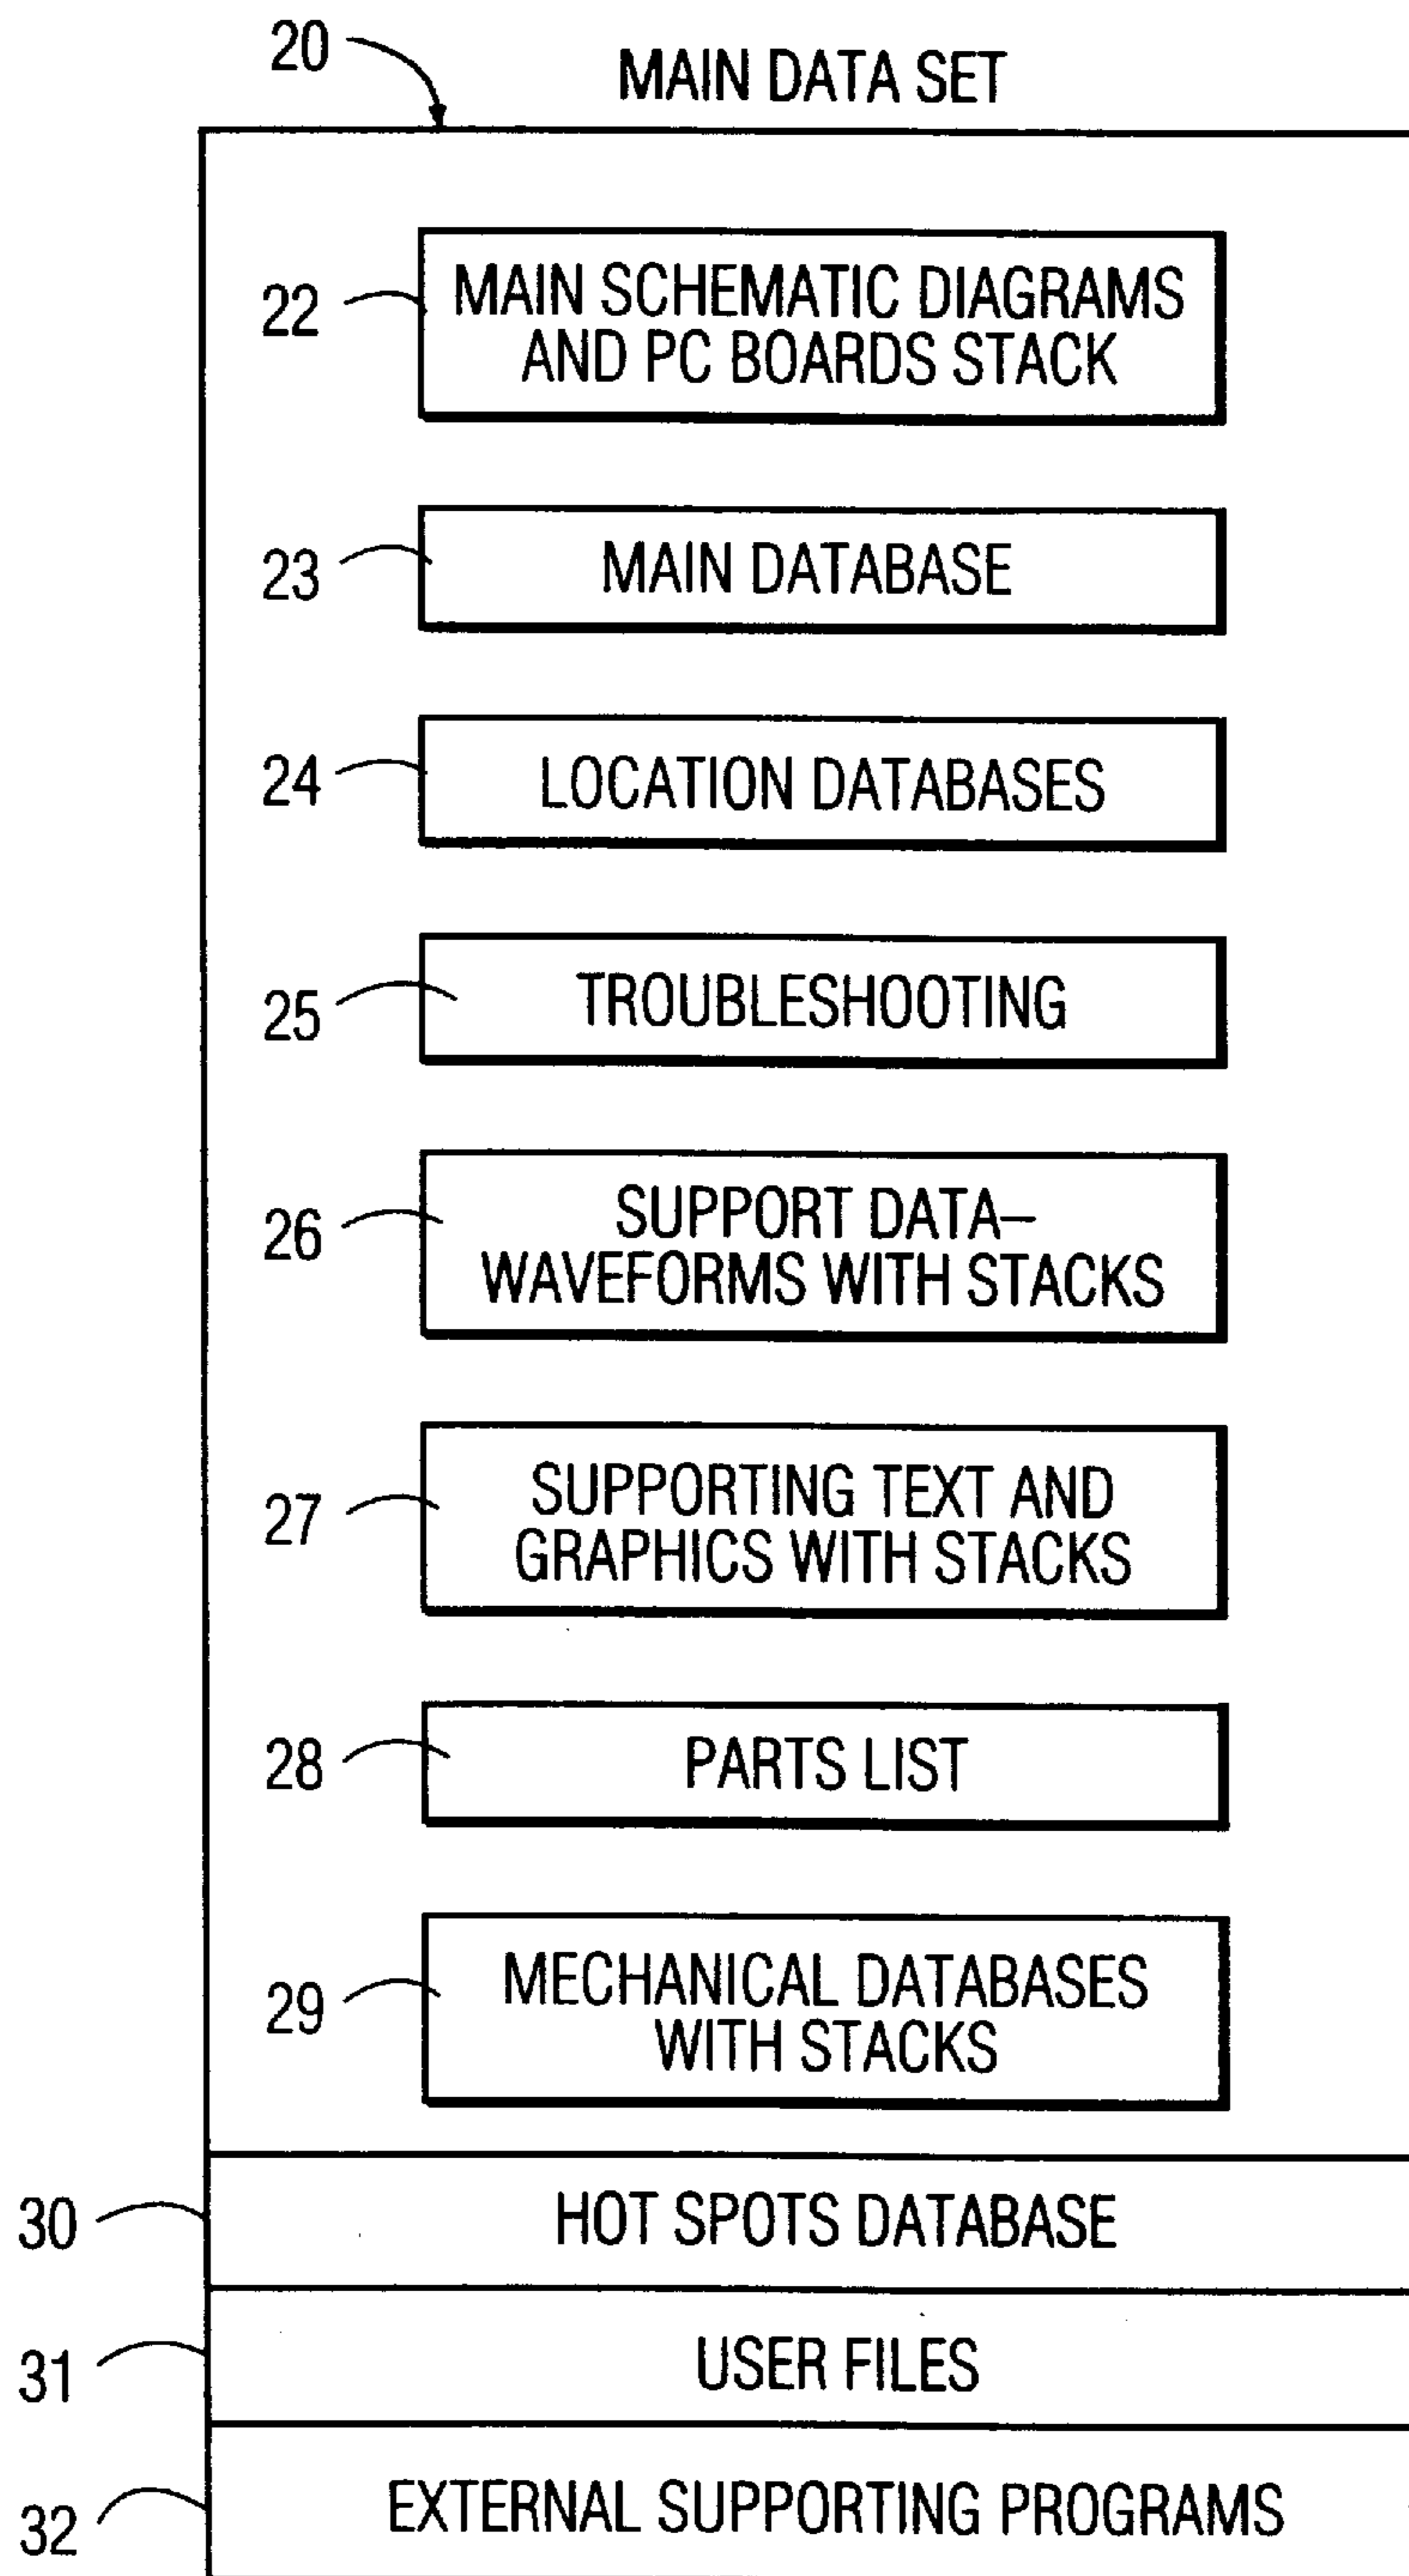 20
MAIN DATA SET
22
MAIN SCHEMATIC DIAGRAMS
AND PC BOARDS STACK
23
MAIN DATABASE
24
LOCATION DATABASES
25
TROUBLESHOOTING
26
SUPPORT DATA–
WAVEFORMS WITH STACKS
27
SUPPORTING TEXT AND
GRAPHICS WITH STACKS
28
PARTS LIST
29
MECHANICAL DATABASES
WITH STACKS
30
HOT SPOTS DATABASE
31
USER FILES
32
EXTERNAL SUPPORTING PROGRAMS